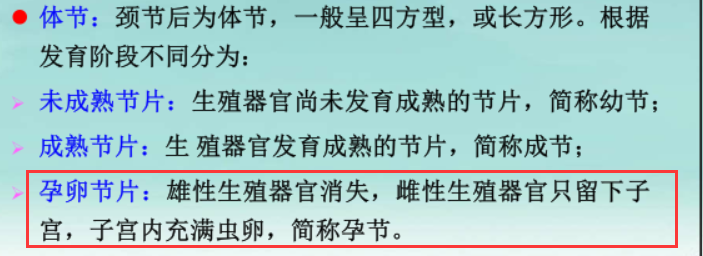 体节：颈节后为体节，一般呈四方型，或长方形。根据
发育阶段不同分为：
未成熟节片：生殖器官尚未发育成熟的节片，简称幼节；
成熟节片：生 殖器官发育成熟的节片，简称成节；
孕卵节片：雄性生殖器官消失，雌性生殖器官只留下子
宫，子宫内充满虫卵，简称孕节。